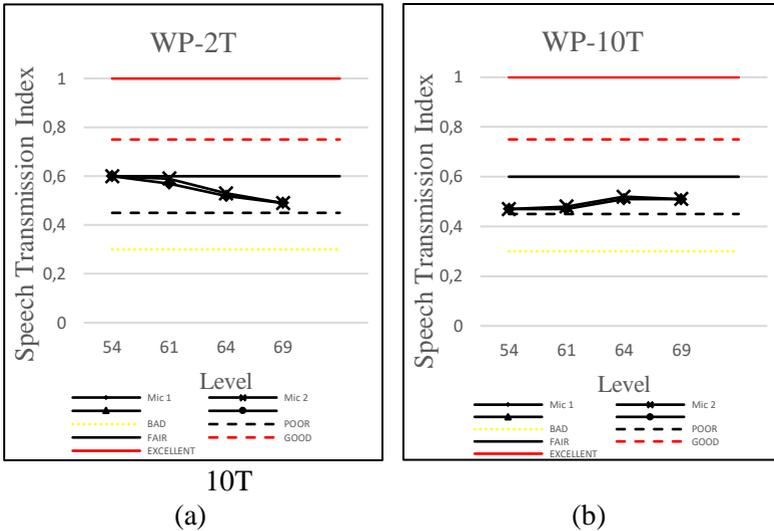 WP-2T
Speech Transmission Index
1
0,8
0,6
0,4
0,2
0
54 61 64 69
Level
Mic 1 Mic 2
BAD POOR
FAIR GOOD
EXCELLENT
WP-10T
Speech Transmission Index
1
0,8
0,6
0,4
0,2
0
54 61 64 69
Level
Mic 1 Mic 2
BAD POOR
FAIR GOOD
EXCELLENT
10T
(a) (b)